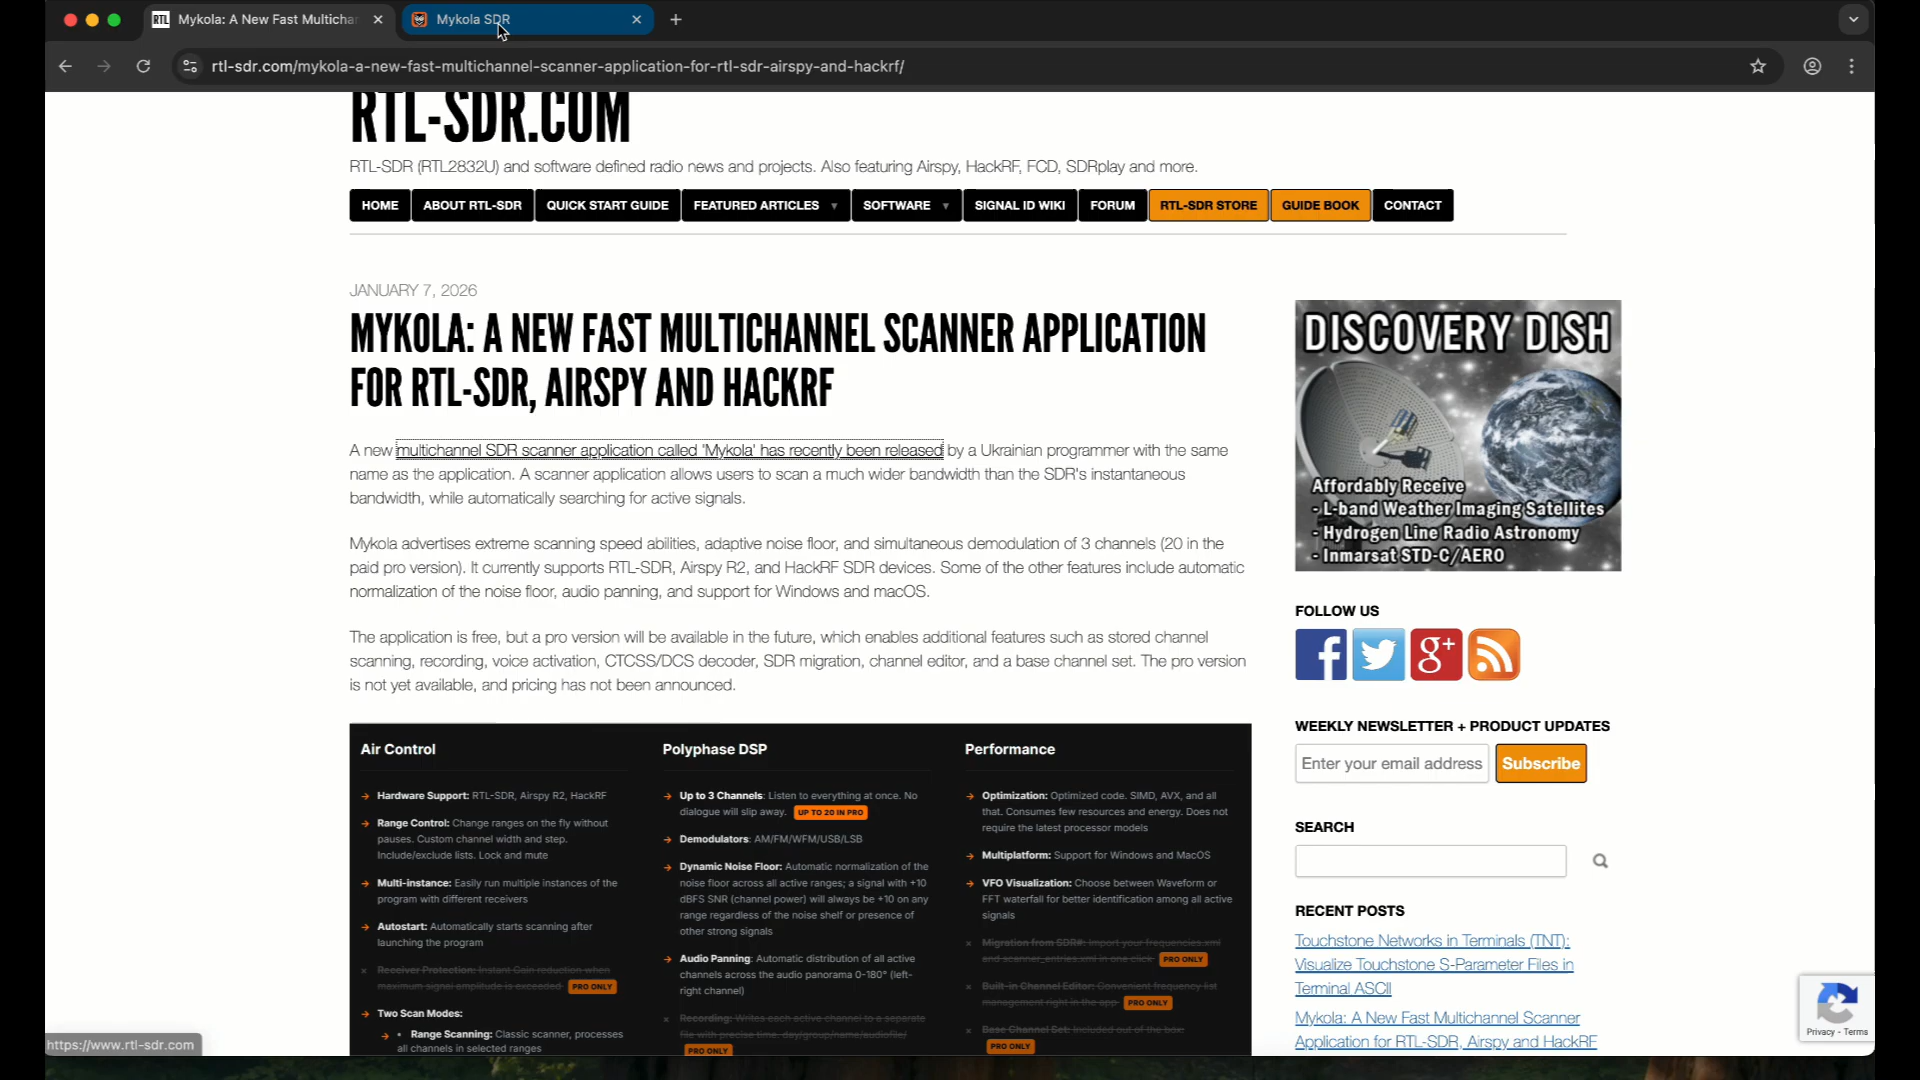 RTL Mykola: A New Fast Multichan
Mykola SDR
rtl-sdr.com/mykola-a-new-fast-multichannel-scanner-application-for-rtl-sdr-airspy-and-hackrf/
RTL-SDR.COM
RTL-SDR (RTL2832U) and software defined radio news and projects. Also featuring Airspy, HackRF, FCD, SDRplay and more.
HOME ABOUT RTL-SDR QUICK START GUIDE FEATURED ARTICLES SOFTWARE SIGNAL ID WIKI FORUM RTL-SDR STORE GUIDE BOOK CONTACT
JANUARY 7, 2026
MYKOLA: A NEW FAST MULTICHANNEL SCANNER APPLICATION
FOR RTL-SDR, AIRSPY AND HACKRF
A new multichannel SDR scanner application called 'Mykola' has recently been released by a Ukrainian programmer with the same
name as the application. A scanner application allows users to scan a much wider bandwidth than the SDR's instantaneous
bandwidth, while automatically searching for active signals.
Mykola advertises extreme scanning speed abilities, adaptive noise floor, and simultaneous demodulation of 3 channels (20 in the
paid pro version). It currently supports RTL-SDR, Airspy R2, and HackRF SDR devices. Some of the other features include automatic
normalization of the noise floor, audio panning, and support for Windows and macOS.
The application is free, but a pro version will be available in the future, which enables additional features such as stored channel
scanning, recording, voice activation, CTCSS/DCS decoder, SDR migration, channel editor, and a base channel set. The pro version
is not yet available, and pricing has not been announced.
Air Control
→ Hardware Support: RTL-SDR, Airspy R2, HackRF
→ Range Control: Change ranges on the fly without
pauses. Custom channel width and step.
Include/exclude lists. Lock and mute
→ Multi-instance: Easily run multiple instances of the
program with different receivers
→ Autostart: Automatically starts scanning after
launching the program
× Receiver Protection: Instant Gain reduction when
maximum signal amplitude is exceeded PRO ONLY
→ Two Scan Modes:
→ • Range Scanning: Classic scanner, processes
all channels in selected ranges
Polyphase DSP
→ Up to 3 Channels: Listen to everything at once. No
dialogue will slip away. UP TO 20 IN PRO
→ Demodulators: AM/FM/WFM/USB/LSB
→ Dynamic Noise Floor: Automatic normalization of the
noise floor across all active ranges; a signal with +10
dBFS SNR (channel power) will always be +10 on any
range regardless of the noise shelf or presence of
other strong signals
→ Audio Panning: Automatic distribution of all active
channels across the audio panorama 0-180° (left-
right channel)
× Recording: Writes each active channel to a separate
file with precise time: day/group/name/audiofile/
PRO ONLY
Performance
→ Optimization: Optimized code. SIMD, AVX, and all
that. Consumes few resources and energy. Does not
require the latest processor models
→ Multiplatform: Support for Windows and MacOS
→ VFO Visualization: Choose between Waveform or
FFT waterfall for better identification among all active
signals
× Migration from SDR#: Import your frequencies.xml
and scanner_entries.xml in one click PRO ONLY
× Built-in Channel Editor: Convenient frequency list
management right in the app PRO ONLY
× Base Channel Set: Included out of the box.
PRO ONLY
DISCOVERY DISH
Affordably Receive
- L-band Weather Imaging Satellites
- Hydrogen Line Radio Astronomy
- Inmarsat STD-C/AERO
FOLLOW US
WEEKLY NEWSLETTER + PRODUCT UPDATES
Enter your email address Subscribe
SEARCH
RECENT POSTS
Touchstone Networks in Terminals (TNT):
Visualize Touchstone S-Parameter Files in
Terminal ASCII
Mykola: A New Fast Multichannel Scanner
Application for RTL-SDR, Airspy and HackRF
Privacy - Terms
https://www.rtl-sdr.com